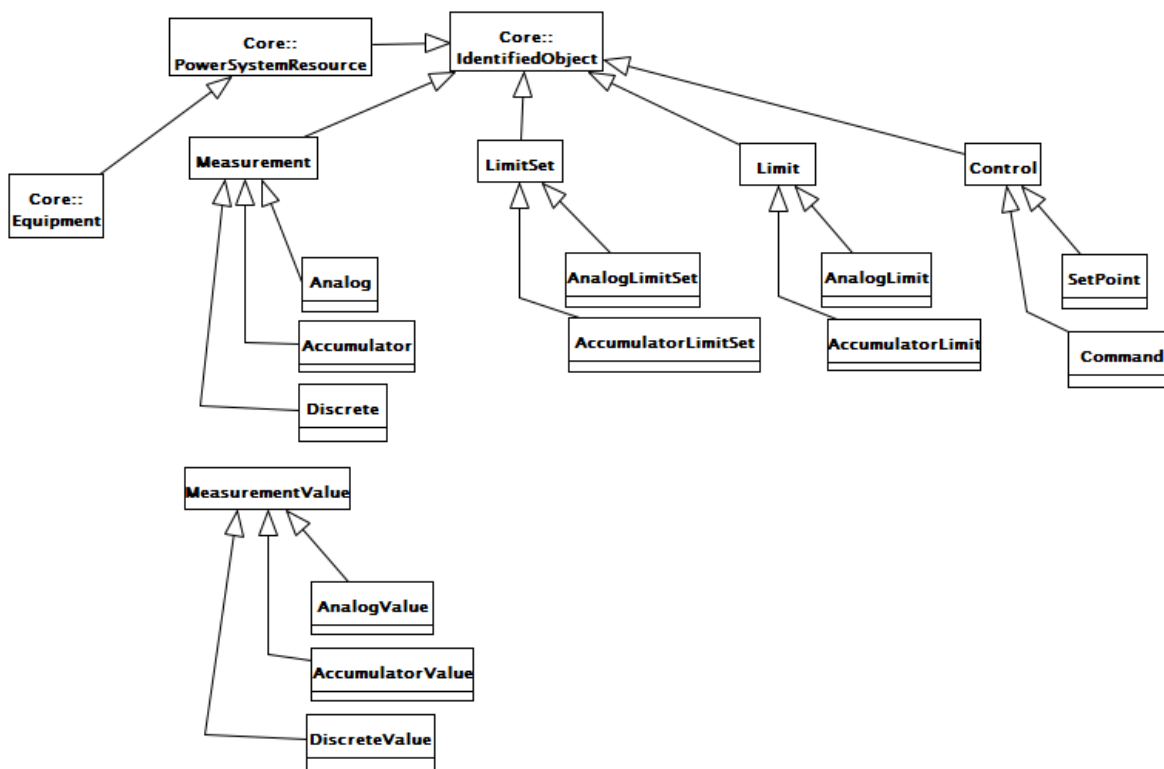 Core::
PowerSystemResource
Core::
IdentifiedObject
Measurement
LimitSet
Limit
Control
Core::
Equipment
Analog
AnalogLimitSet
AnalogLimit
SetPoint
Accumulator
AccumulatorLimitSet
AccumulatorLimit
Command
Discrete
MeasurementValue
AnalogValue
AccumulatorValue
DiscreteValue